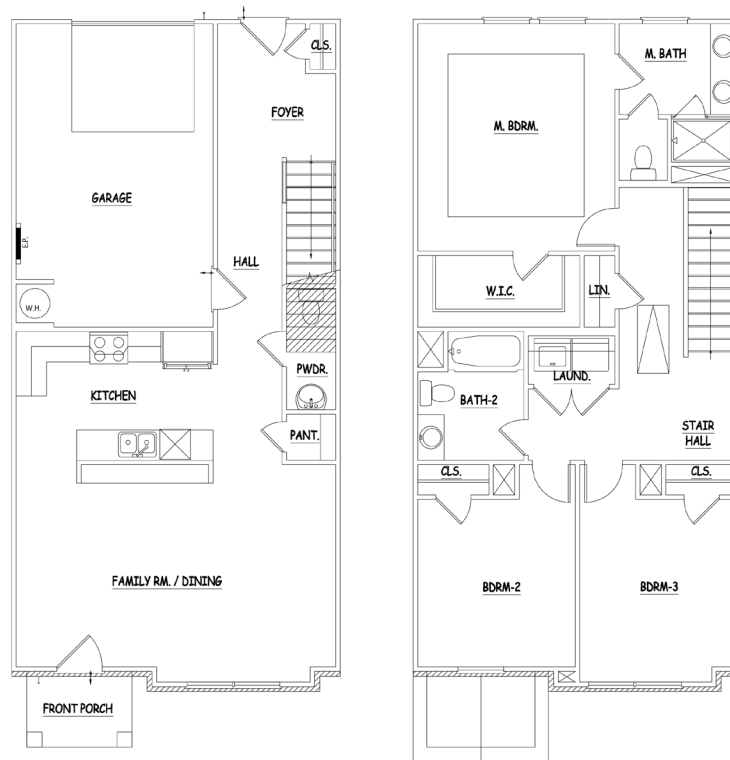 CLS.
FOYER
GARAGE
E.P.
HALL
W.H.
PWDR.
KITCHEN
PANT.
FAMILY RM. / DINING
FRONT PORCH
M. BATH
M. BDRM.
W.I.C.
LIN.
LAUND.
BATH-2
STAIR
HALL
CLS.
CLS.
BDRM-2
BDRM-3